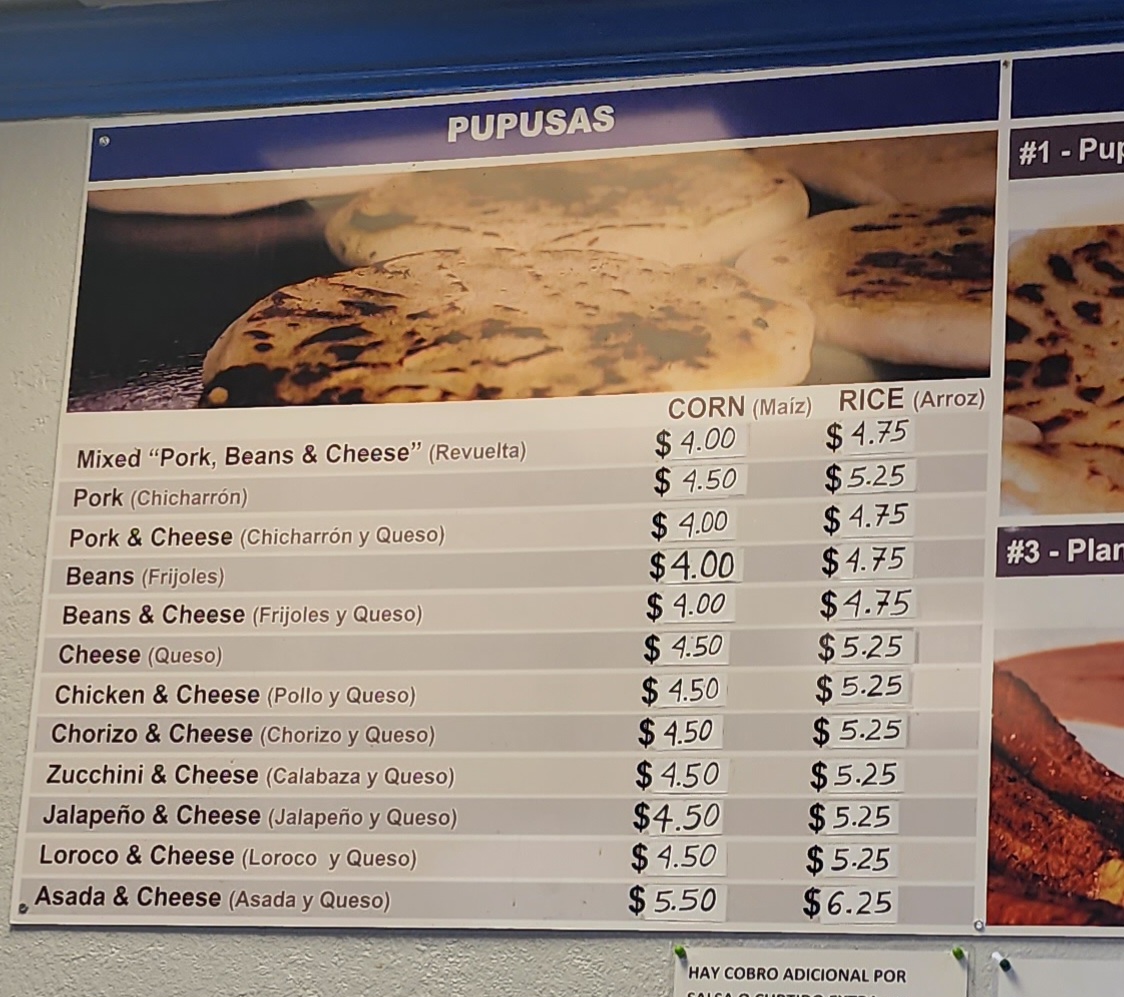 PUPUSAS
CORN (Maíz) RICE (Arroz)
Mixed “Pork, Beans & Cheese” (Revuelta) $ 4.00 $ 4.75
Pork (Chicharrón) $ 4.50 $ 5.25
Pork & Cheese (Chicharrón y Queso) $ 4.00 $ 4.75
Beans (Frijoles) $ 4.00 $ 4.75
Beans & Cheese (Frijoles y Queso) $ 4.00 $ 4.75
Cheese (Queso) $ 4.50 $ 5.25
Chicken & Cheese (Pollo y Queso) $ 4.50 $ 5.25
Chorizo & Cheese (Chorizo y Queso) $ 4.50 $ 5.25
Zucchini & Cheese (Calabaza y Queso) $ 4.50 $ 5.25
Jalapeño & Cheese (Jalapeño y Queso) $ 4.50 $ 5.25
Loroco & Cheese (Loroco y Queso) $ 4.50 $ 5.25
Asada & Cheese (Asada y Queso) $ 5.50 $ 6.25
#1 - Pup
#3 - Plan
HAY COBRO ADICIONAL POR